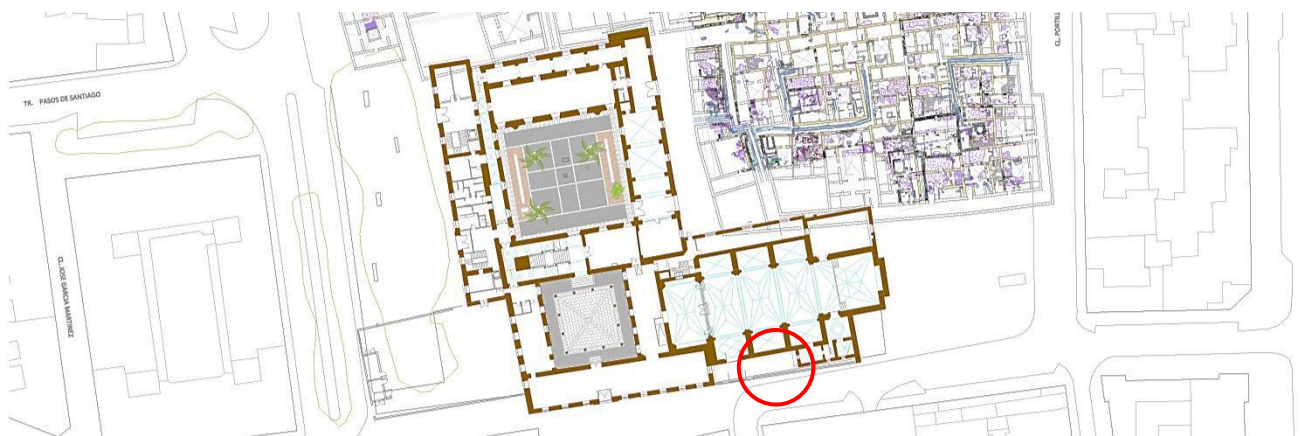 TR. PASOS DE SANTIAGO
CL. JOSE GARCIA MARTINEZ
CL. PORTILL